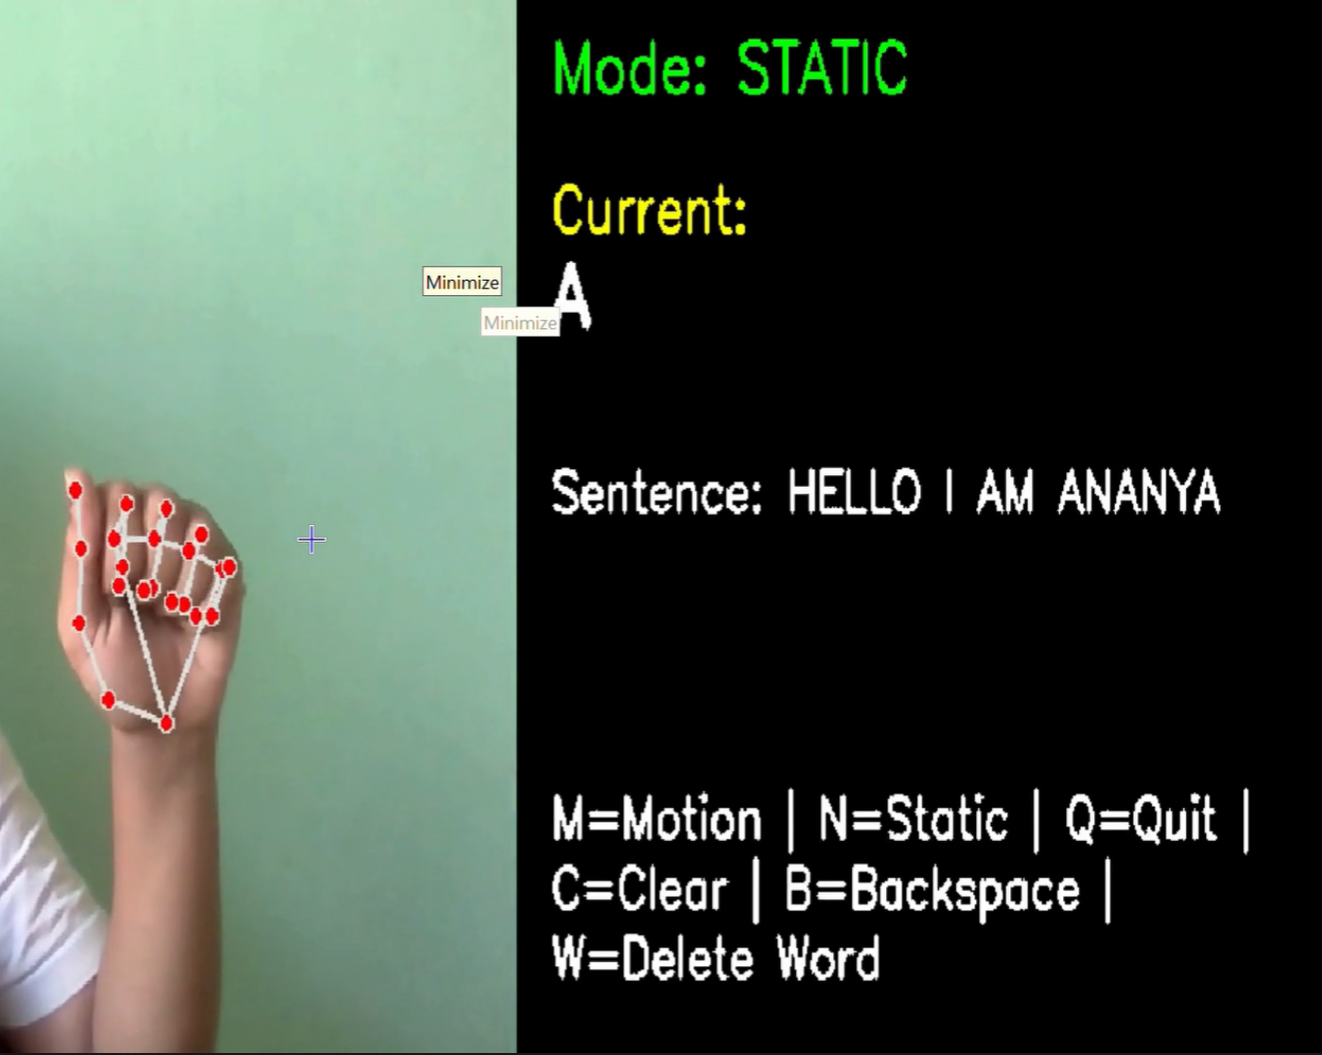 Mode: STATIC
Current:
Minimize
A
Minimize
Sentence: HELLO I AM ANANYA
M=Motion | N=Static | Q=Quit |
C=Clear | B=Backspace |
W=Delete Word